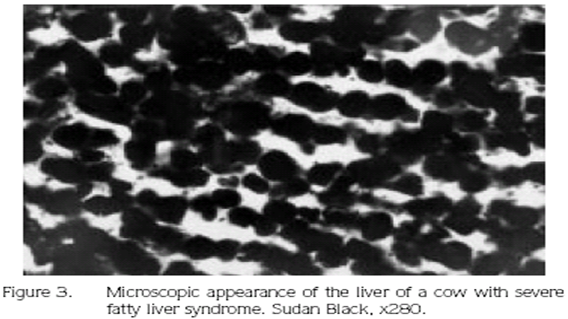 Figure 3. Microscopic appearance of the liver of a cow with severe
fatty liver syndrome. Sudan Black, x280.